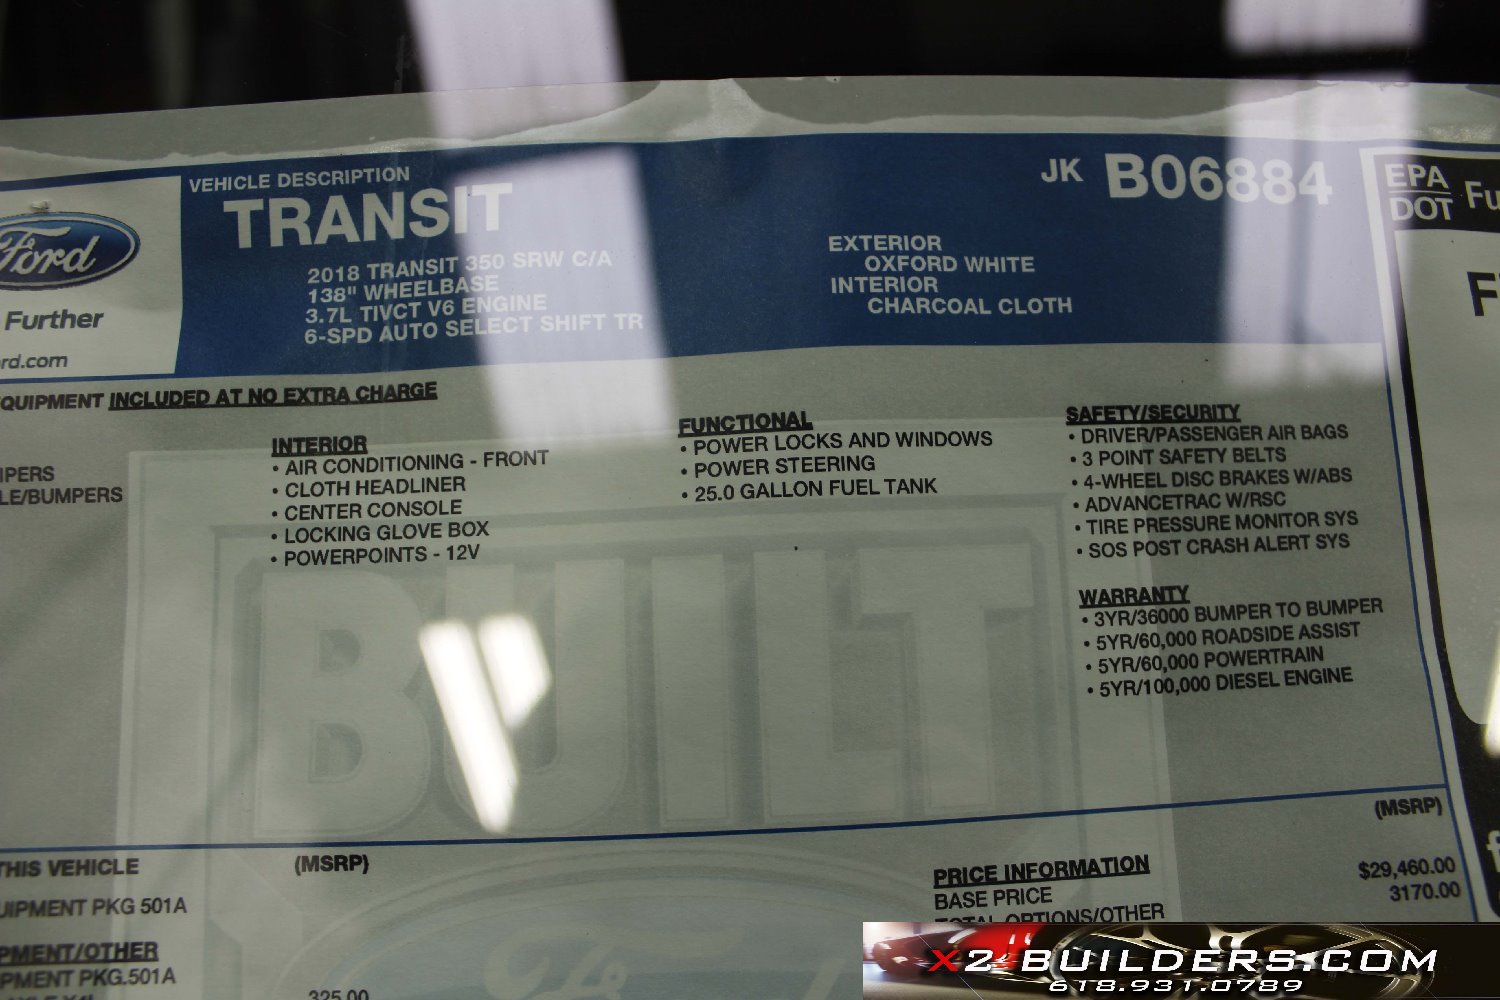 VEHICLE DESCRIPTION
TRANSIT
2018 TRANSIT 350 SRW C/A
138" WHEELBASE
3.7L TIVCT V6 ENGINE
6-SPD AUTO SELECT SHIFT TR
JK B06884
EXTERIOR
OXFORD WHITE
INTERIOR
CHARCOAL CLOTH
Ford
Further
rd.com
EPA
DOT
Fu
F
QUIPMENT INCLUDED AT NO EXTRA CHARGE
IPERS
LE/BUMPERS
INTERIOR
• AIR CONDITIONING - FRONT
• CLOTH HEADLINER
• CENTER CONSOLE
• LOCKING GLOVE BOX
• POWERPOINTS - 12V
FUNCTIONAL
• POWER LOCKS AND WINDOWS
• POWER STEERING
• 25.0 GALLON FUEL TANK
SAFETY/SECURITY
• DRIVER/PASSENGER AIR BAGS
• 3 POINT SAFETY BELTS
• 4-WHEEL DISC BRAKES W/ABS
• ADVANCETRAC W/RSC
• TIRE PRESSURE MONITOR SYS
• SOS POST CRASH ALERT SYS
WARRANTY
• 3YR/36000 BUMPER TO BUMPER
• 5YR/60,000 ROADSIDE ASSIST
• 5YR/60,000 POWERTRAIN
• 5YR/100,000 DIESEL ENGINE
BUILT
THIS VEHICLE (MSRP)
UIPMENT PKG 501A
PMENT/OTHER
PMENT PKG.501A
325.00
(MSRP)
PRICE INFORMATION
BASE PRICE $29,460.00
TOTAL OPTIONS/OTHER 3170.00
X2-BUILDERS.COM
618.931.0789